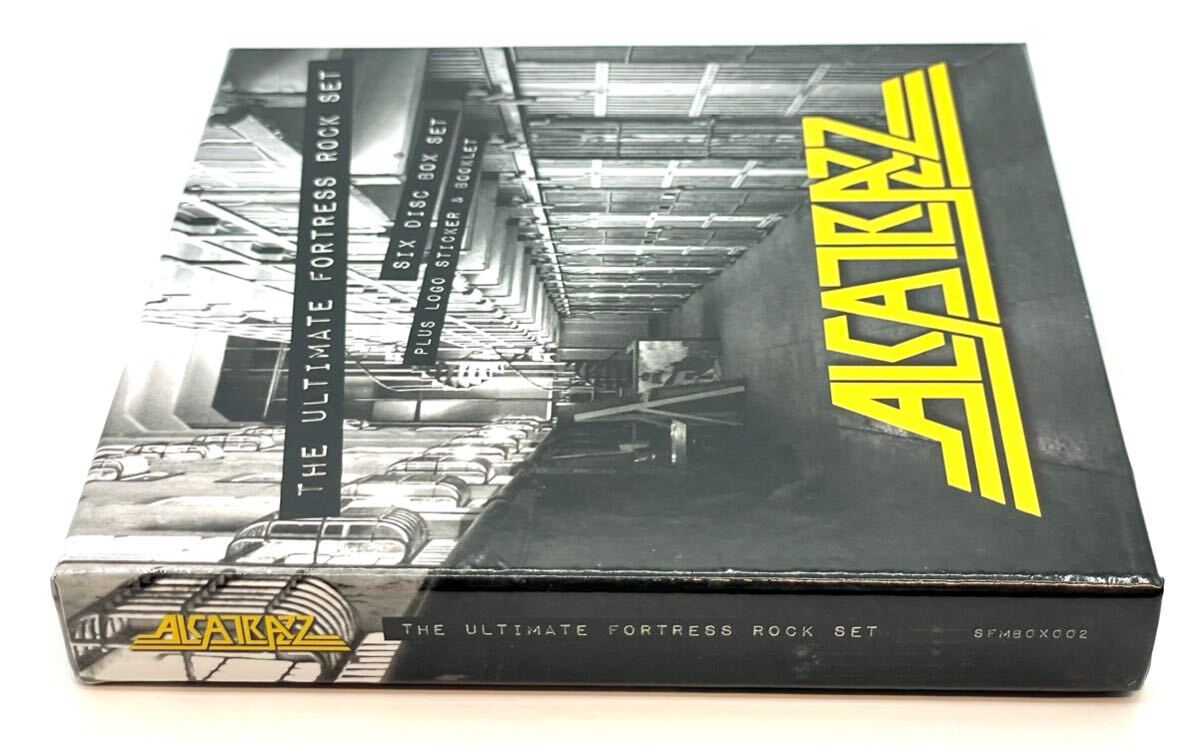 THE ULTIMATE FORTRESS ROCK SET
SIX DISC BOX SET
PLUS LOGO STICKER & BOOKLET
ALCATRAZZ
ALCATRAZZ
THE ULTIMATE FORTRESS ROCK SET
SFMBOX002